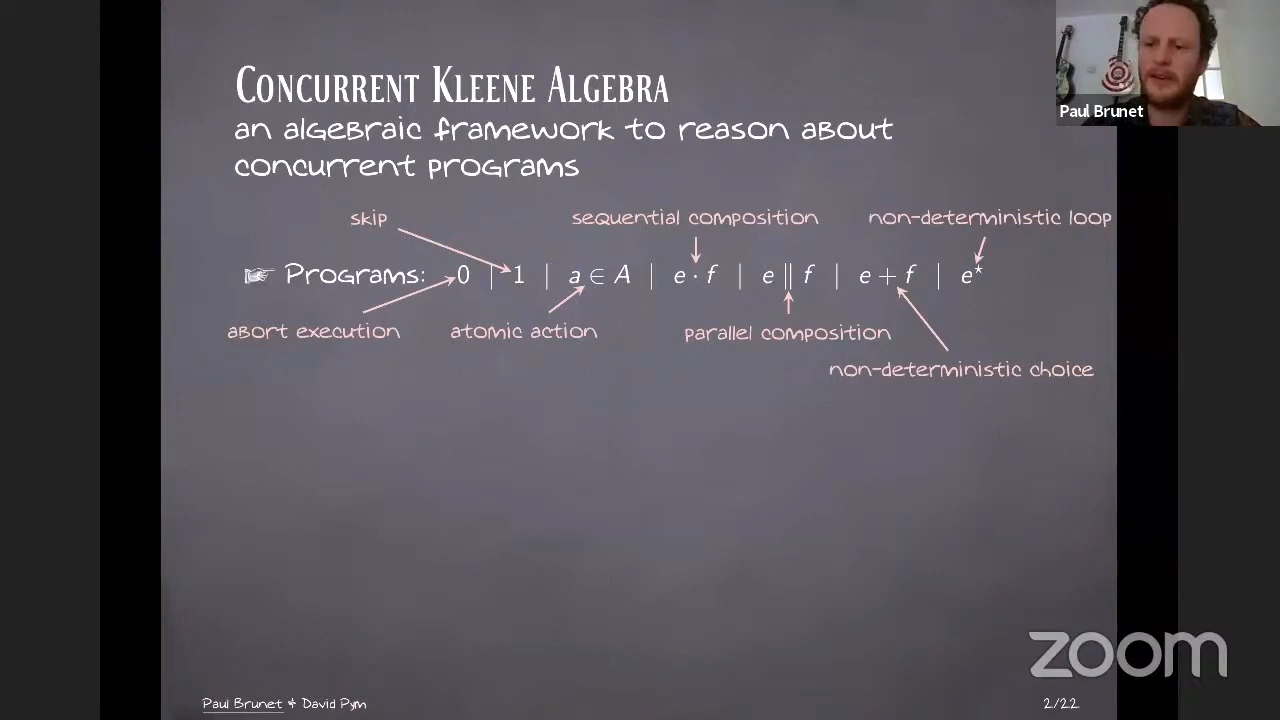 CONCURRENT KLEENE ALGEBRA
an algebraic framework to reason about
concurrent programs
skip
sequential composition
non-deterministic loop
☞ Programs: 0 | 1 | a ∈ A | e · f | e ∥ f | e + f | e⋆
abort execution
atomic action
parallel composition
non-deterministic choice
Paul Brunet & David Pym
2/22
Paul Brunet
zoom